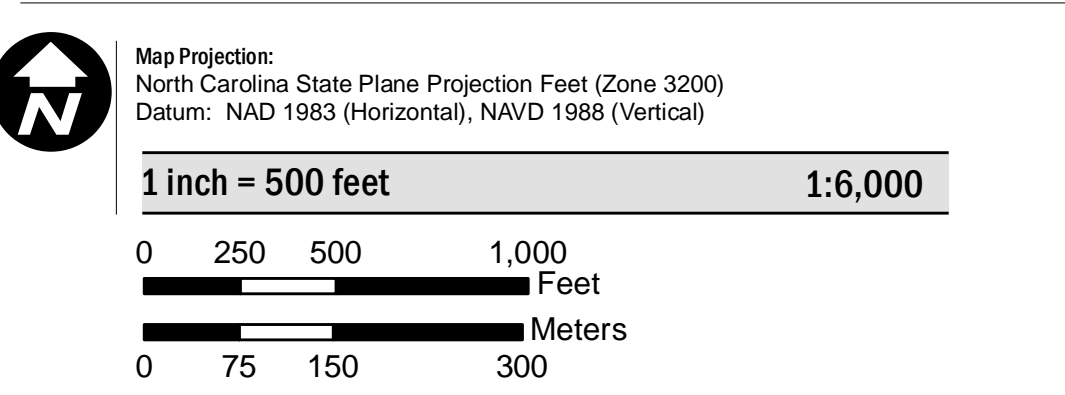 N
Map Projection:
North Carolina State Plane Projection Feet (Zone 3200)
Datum: NAD 1983 (Horizontal), NAVD 1988 (Vertical)
1 inch = 500 feet 1:6,000
0 250 500 1,000
Feet
Meters
0 75 150 300